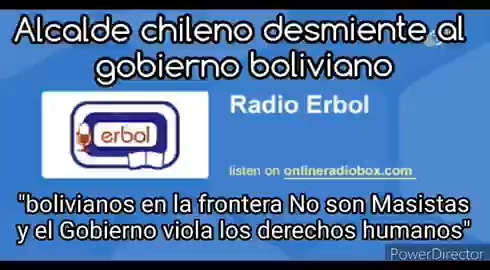 Alcalde chileno desmiente al
gobierno boliviano
Radio Erbol
erbol
listen on onlineradiobox.com
"bolivianos en la frontera No son Masistas
y el Gobierno viola los derechos humanos"
PowerDirector